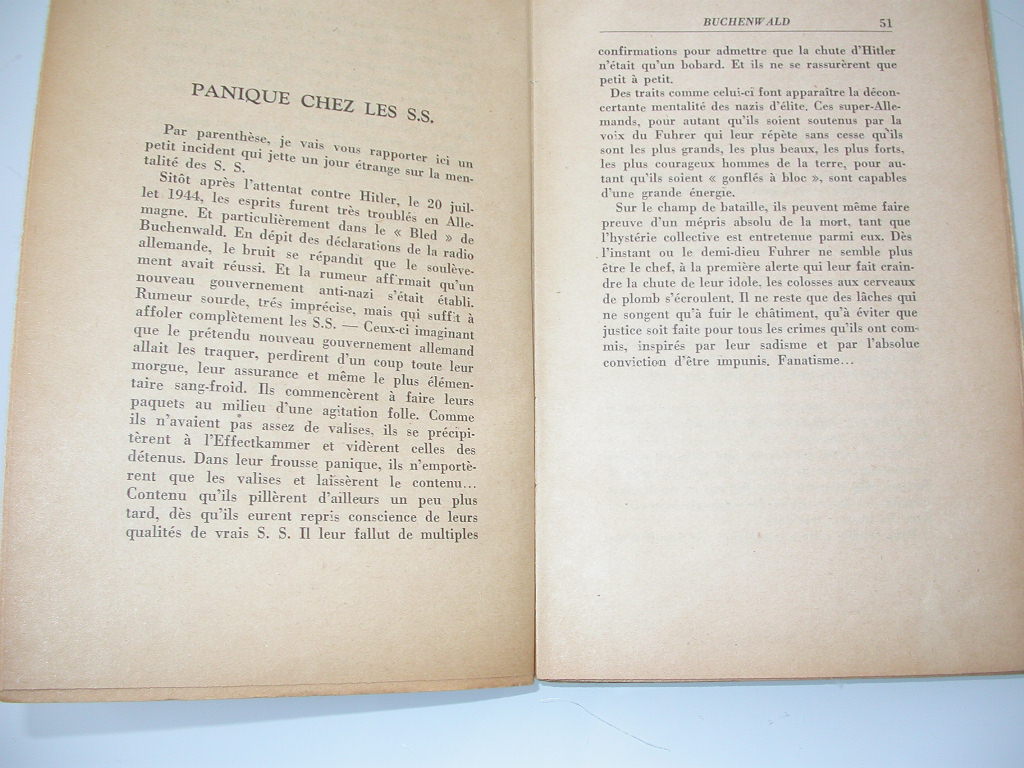 PANIQUE CHEZ LES S.S.
Par parenthèse, je vais vous rapporter ici un
petit incident qui jette un jour étrange sur la men-
talité des S. S.
Sitôt après l'attentat contre Hitler, le 20 juil-
let 1944, les esprits furent très troublés en Alle-
magne. Et particulièrement dans le « Bled » de
Buchenwald. En dépit des déclarations de la radio
allemande, le bruit se répandit que le soulève-
ment avait réussi. Et la rumeur affirmait qu'un
nouveau gouvernement anti-nazi s'était établi.
Rumeur sourde, trés imprécise, mais qui suffit à
affoler complètement les S.S. — Ceux-ci imaginant
que le prétendu nouveau gouvernement allemand
allait les traquer, perdirent d'un coup toute leur
morgue, leur assurance et même le plus élémen-
taire sang-froid. Ils commencèrent à faire leurs
paquets au milieu d'une agitation folle. Comme
ils n'avaient pas assez de valises, ils se précipi-
tèrent à l'Effectkammer et vidèrent celles des
détenus. Dans leur frousse panique, ils n'emportè-
rent que les valises et laissèrent le contenu...
Contenu qu'ils pillèrent d'ailleurs un peu plus
tard, dès qu'ils eurent repris conscience de leurs
qualités de vrais S. S. Il leur fallut de multiples
BUCHENWALD 51
confirmations pour admettre que la chute d'Hitler
n'était qu'un bobard. Et ils ne se rassurèrent que
petit à petit.
Des traits comme celui-ci font apparaître la décon-
certante mentalité des nazis d'élite. Ces super-Alle-
mands, pour autant qu'ils soient soutenus par la
voix du Fuhrer qui leur répète sans cesse qu'ils
sont les plus grands, les plus beaux, les plus forts,
les plus courageux hommes de la terre, pour au-
tant qu'ils soient « gonflés à bloc », sont capables
d'une grande énergie.
Sur le champ de bataille, ils peuvent même faire
preuve d'un mépris absolu de la mort, tant que
l'hystérie collective est entretenue parmi eux. Dès
l'instant ou le demi-dieu Fuhrer ne semble plus
être le chef, à la première alerte qui leur fait crain-
dre la chute de leur idole, les colosses aux cerveaux
de plomb s'écroulent. Il ne reste que des lâches qui
ne songent qu'à fuir le châtiment, qu'à éviter que
justice soit faite pour tous les crimes qu'ils ont com-
mis, inspirés par leur sadisme et par l'absolue
conviction d'être impunis. Fanatisme...